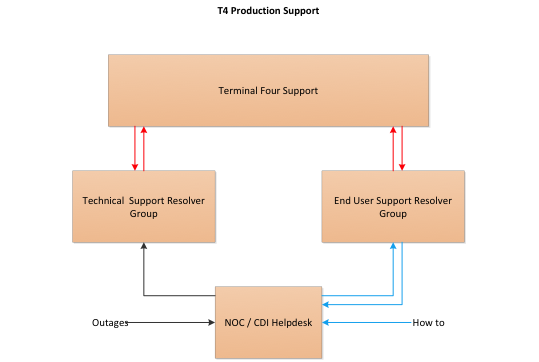 T4 Production Support
Terminal Four Support
Technical Support Resolver
Group
End User Support Resolver
Group
Outages
NOC / CDI Helpdesk
How to